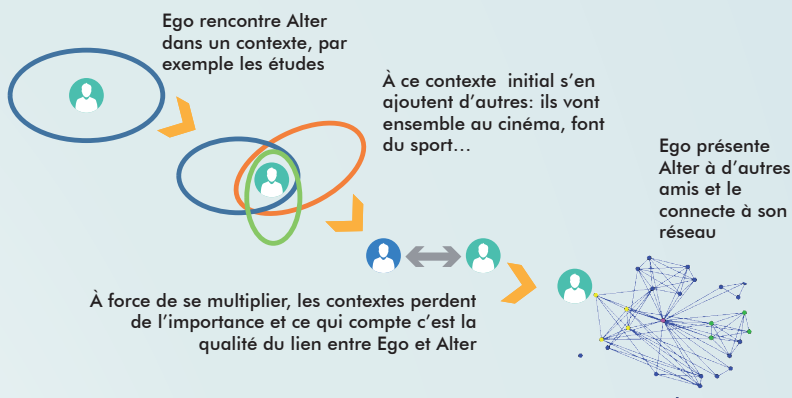 Ego rencontre Alter
dans un contexte, par
exemple les études
À ce contexte initial s’en
ajoutent d’autres: ils vont
ensemble au cinéma, font
du sport…
À force de se multiplier, les contextes perdent
de l’importance et ce qui compte c’est la
qualité du lien entre Ego et Alter
Ego présente
Alter à d’autres
amis et le
connecte à son
réseau